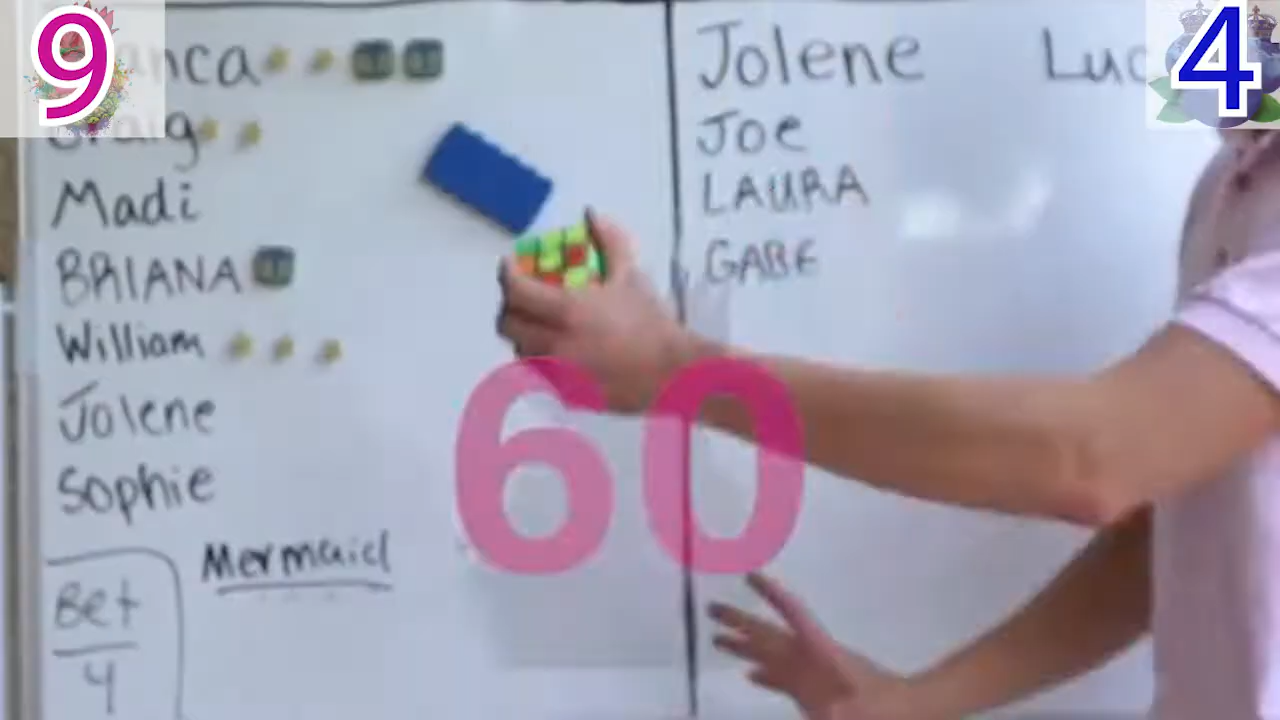 9
4
Jolene
Joe
LAURA
GABE
Madi
BRIANA
William
Jolene
Sophie
Mermaid
Bet
4
60